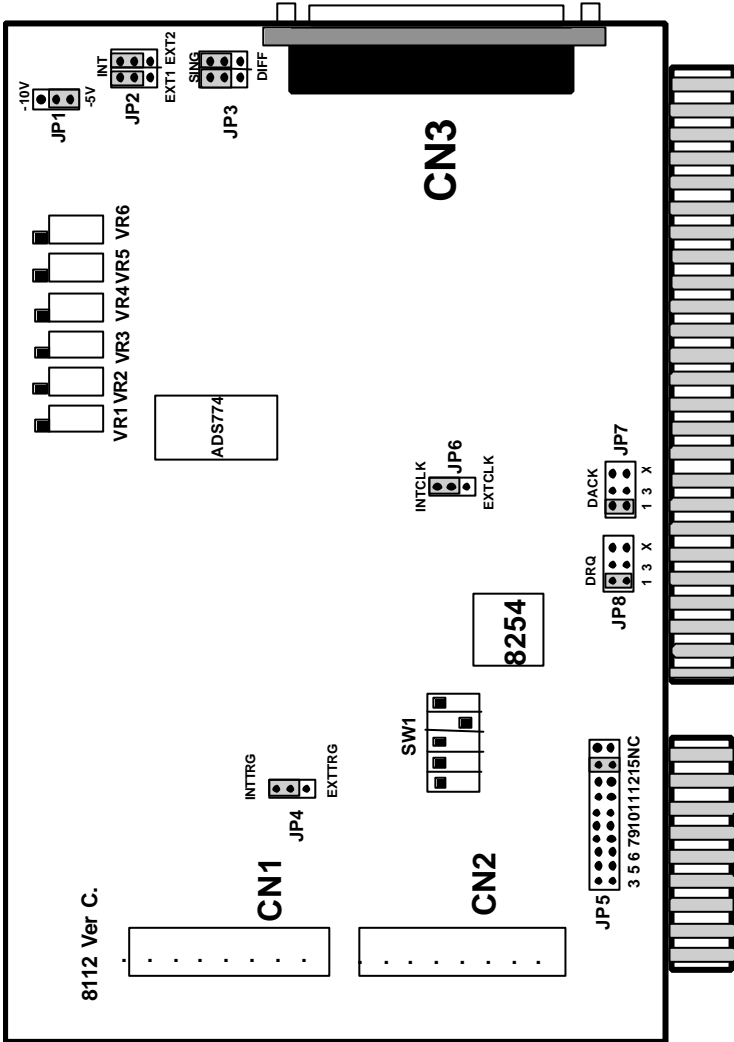 -10V
-5V
JP1
INT
EXT1 EXT2
JP2
SING
DIFF
JP3
CN3
VR6
VR5
VR4
VR3
VR2
VR1
ADS774
INTCLK
JP6
EXTCLK
DACK
JP7
1 3 X
DRQ
JP8
1 3 X
8254
SW1
INTTRG
JP4
EXTTRG
JP5
3 5 6 7 9 10 11 12 15 NC
CN1
CN2
8112 Ver C.